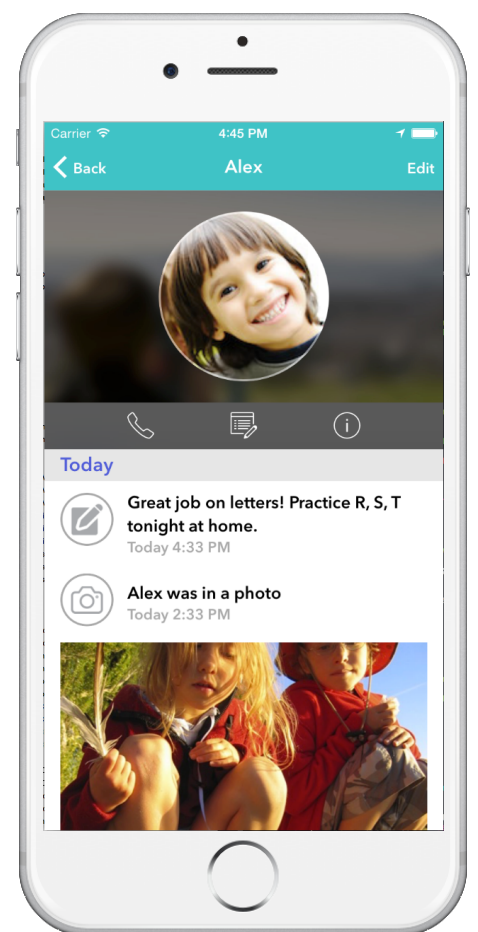 Carrier
4:45 PM
Back
Alex
Edit
Today
Great job on letters! Practice R, S, T
tonight at home.
Today 4:33 PM
Alex was in a photo
Today 2:33 PM